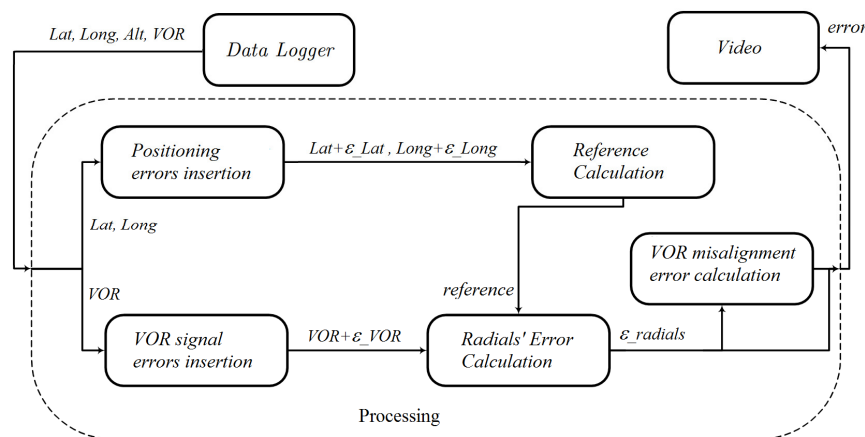 Lat, Long, Alt, VOR
Data Logger
Video
error
Positioning
errors insertion
Lat+ε_Lat , Long+ε_Long
Reference
Calculation
Lat, Long
VOR
reference
VOR misalignment
error calculation
VOR signal
errors insertion
VOR+ε_VOR
Radials' Error
Calculation
ε_radials
Processing